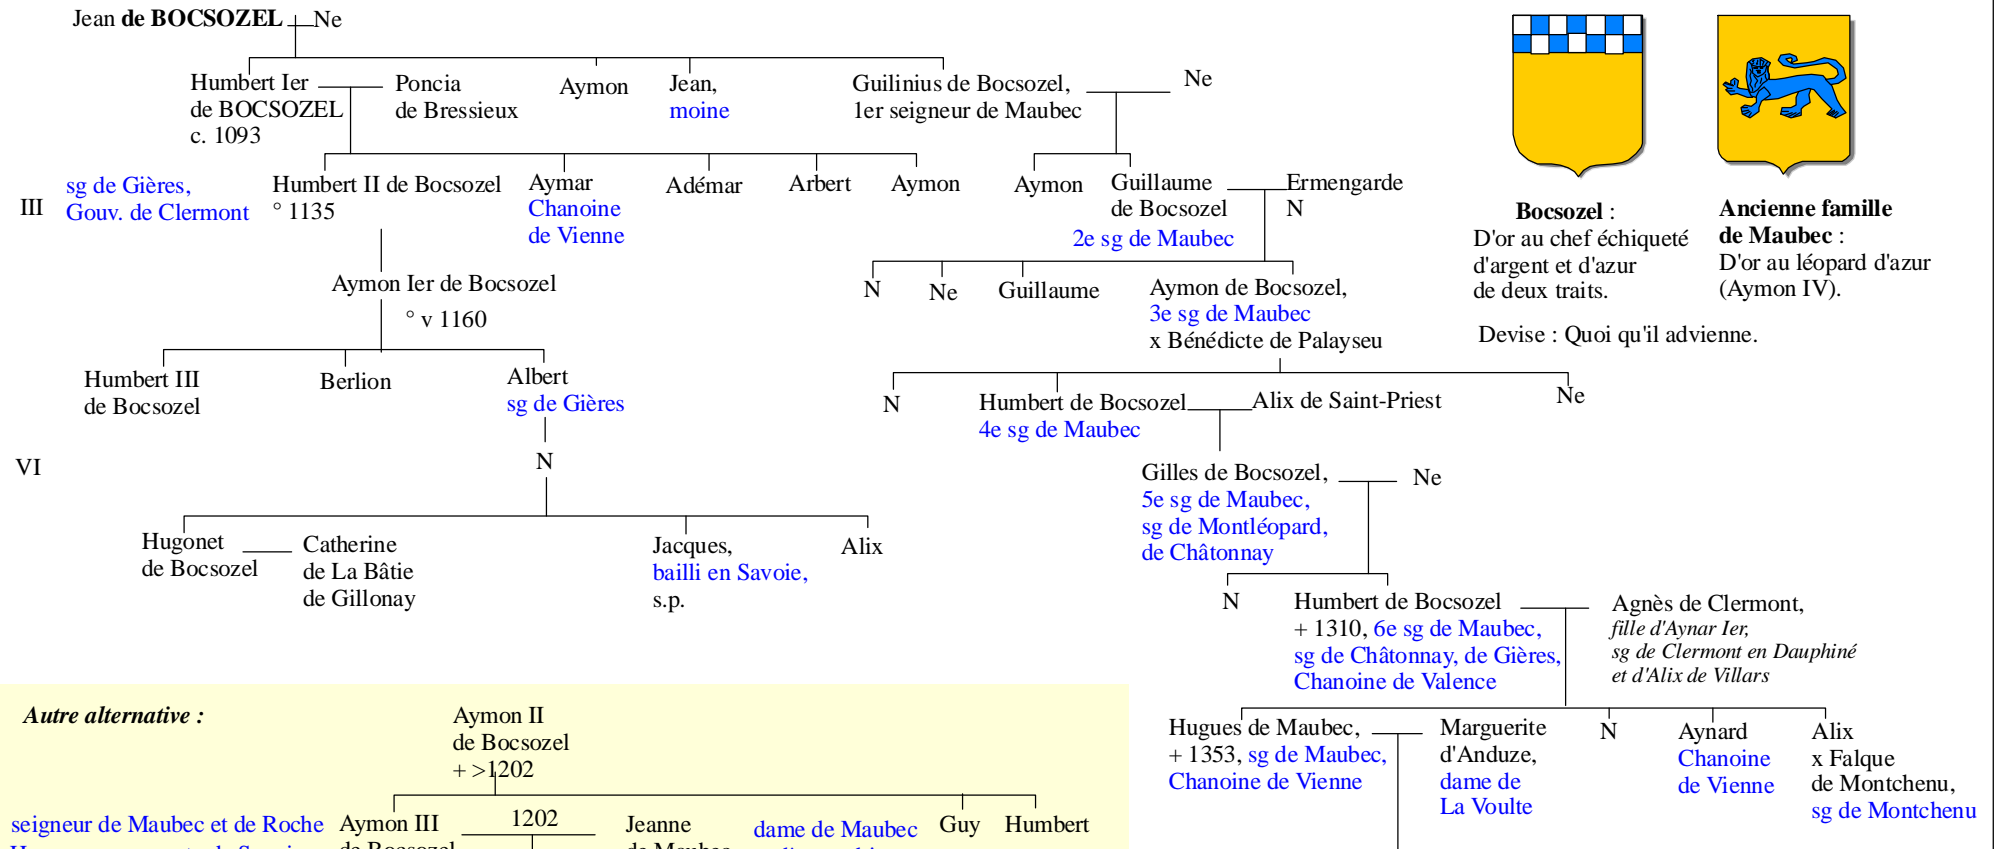 Jean de BOCSOZEL Ne
Humbert Ier
de BOCSOZEL
c. 1093
Poncia
de Bressieux
Aymon
Jean,
moine
Guilinius de Bocsozel,
1er seigneur de Maubec
Ne
III
sg de Gières,
Gouv. de Clermont
Humbert II de Bocsozel
° 1135
Aymar
Chanoine
de Vienne
Adémar
Arbert
Aymon
Aymon
Guillaume
de Bocsozel
2e sg de Maubec
Ermengarde
N
Bocsozel :
D'or au chef échiqueté
d'argent et d'azur
de deux traits.
Ancienne famille
de Maubec :
D'or au léopard d'azur
(Aymon IV).
Devise : Quoi qu'il advienne.
Aymon Ier de Bocsozel
° v 1160
N
Ne
Guillaume
Aymon de Bocsozel,
3e sg de Maubec
x Bénédicte de Palayseu
Humbert III
de Bocsozel
Berlion
Albert
sg de Gières
N
Humbert de Bocsozel
4e sg de Maubec
Alix de Saint-Priest
Ne
VI
N
Gilles de Bocsozel,
5e sg de Maubec,
sg de Montléopard,
de Châtonnay
Ne
Hugonet
de Bocsozel
Catherine
de La Bâtie
de Gillonay
Jacques,
bailli en Savoie,
s.p.
Alix
N
Humbert de Bocsozel
+ 1310, 6e sg de Maubec,
sg de Châtonnay, de Gières,
Chanoine de Valence
Agnès de Clermont,
fille d'Aynar Ier,
sg de Clermont en Dauphiné
et d'Alix de Villars
Hugues de Maubec,
+ 1353, sg de Maubec,
Chanoine de Vienne
Marguerite
d'Anduze,
dame de
La Voulte
N
Aynard
Chanoine
de Vienne
Alix
x Falque
de Montchenu,
sg de Montchenu
Autre alternative :
Aymon II
de Bocsozel
+ >1202
seigneur de Maubec et de Roche
Aymon III
de Bocsozel
1202
Jeanne
de Maubec
dame de Maubec
Guy
Humbert